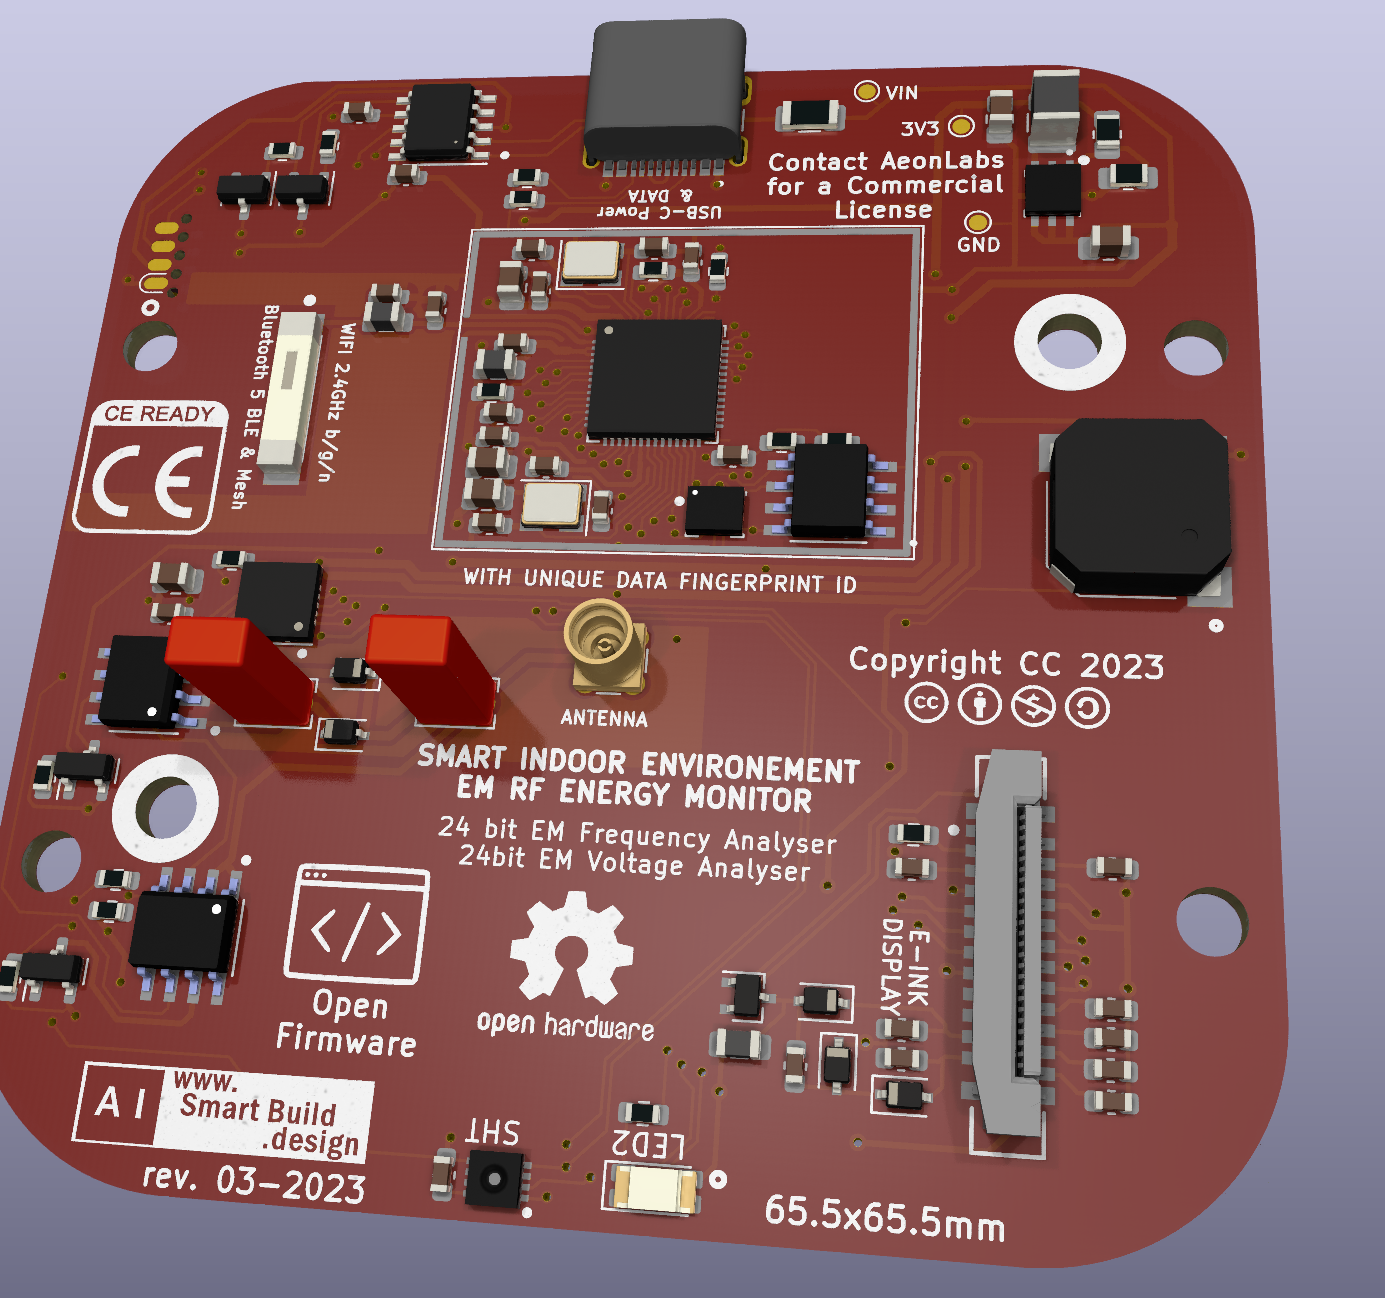 VIN
3V3
Contact AeonLabs
for a Commercial
License
GND
USB-C Power
& DATA
Bluetooth 5 BLE & Mesh
WIFI 2.4GHz b/g/n
CE READY
CE
WITH UNIQUE DATA FINGERPRINT ID
ANTENNA
Copyright CC 2023
cc
SMART INDOOR ENVIRONEMENT
EM RF ENERGY MONITOR
24 bit EM Frequency Analyser
24bit EM Voltage Analyser
E-INK
DISPLAY
</>
Open
Firmware
open hardware
AI
www.
Smart Build
.design
rev. 03-2023
SHT
LED2
65.5x65.5mm